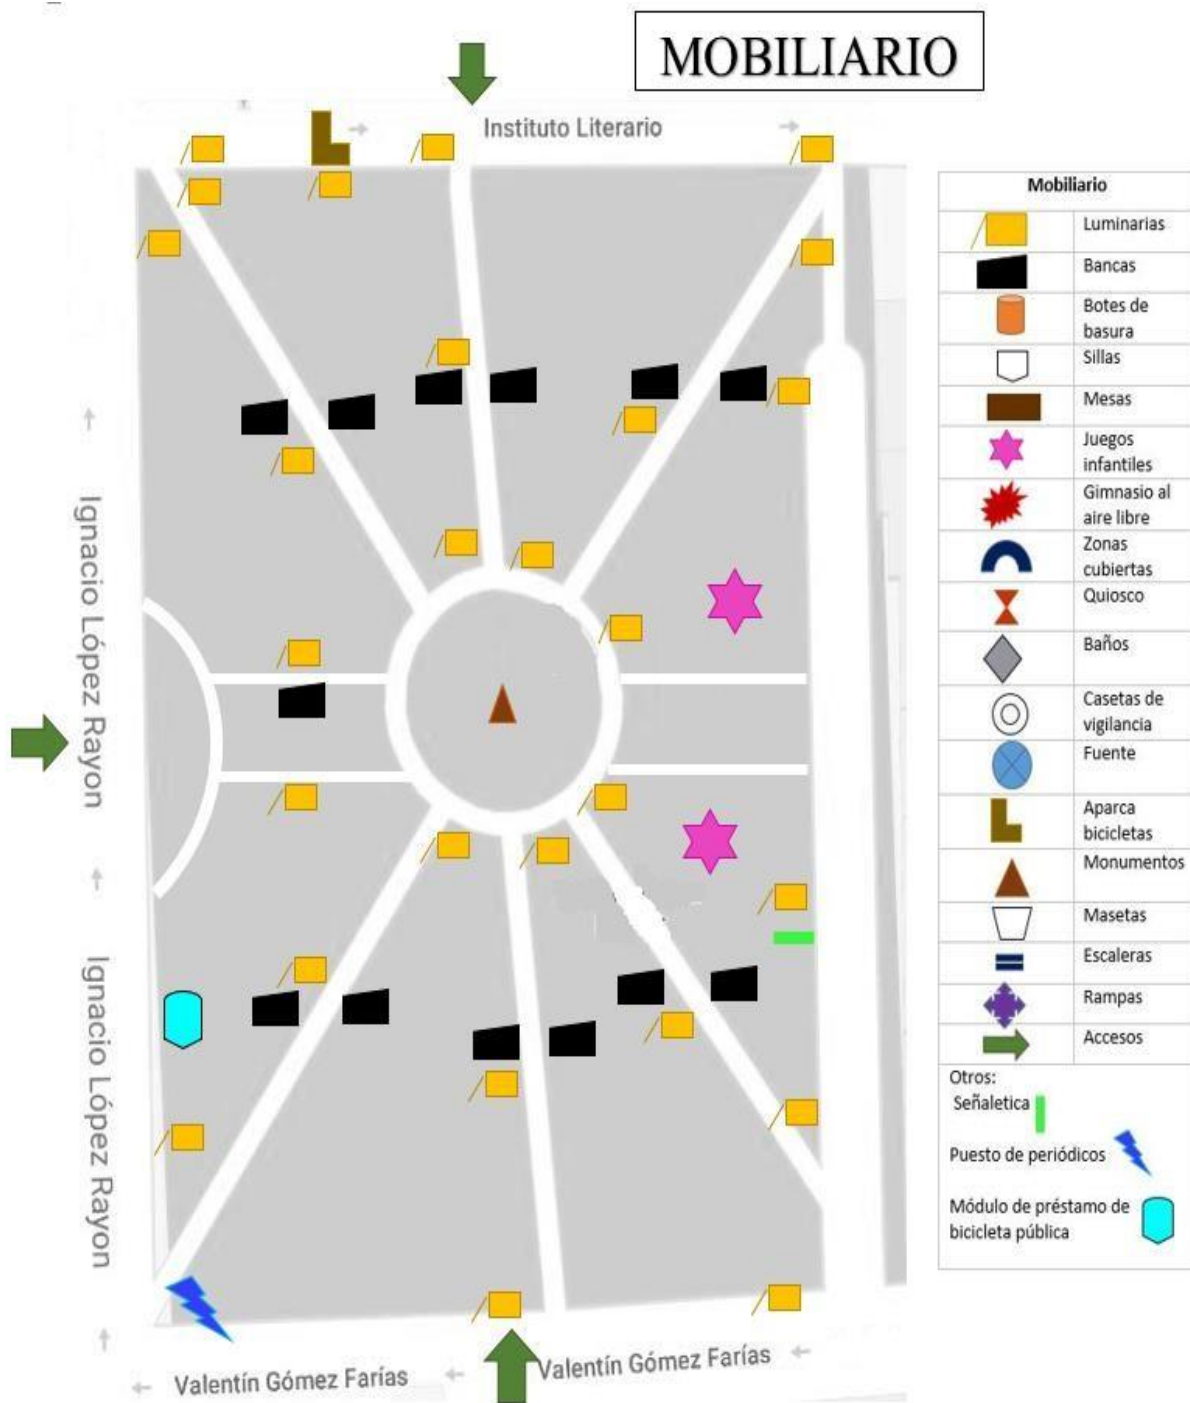 MOBILIARIO
Instituto Literario
Ignacio López Rayon
Ignacio López Rayon
Valentín Gómez Farías
Valentín Gómez Farías
Mobiliario
Luminarias
Bancas
Botes de
basura
Sillas
Mesas
Juegos
infantiles
Gimnasio al
aire libre
Zonas
cubiertas
Quiosco
Baños
Casetas de
vigilancia
Fuente
Aparca
bicicletas
Monumentos
Masetas
Escaleras
Rampas
Accesos
Otros:
Señaletica
Puesto de periódicos
Módulo de préstamo de
bicicleta pública